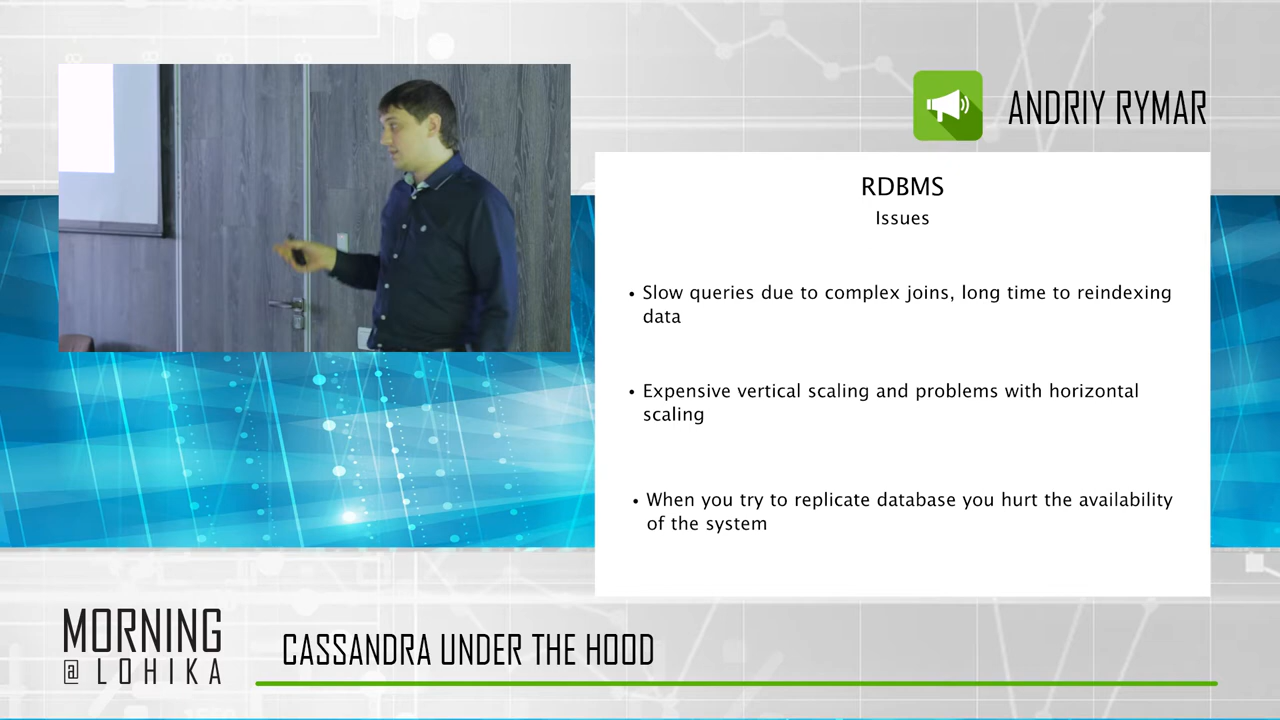 ANDRIY RYMAR
RDBMS
Issues
• Slow queries due to complex joins, long time to reindexing
data
• Expensive vertical scaling and problems with horizontal
scaling
• When you try to replicate database you hurt the availability
of the system
MORNING
@ LOHIKA
CASSANDRA UNDER THE HOOD